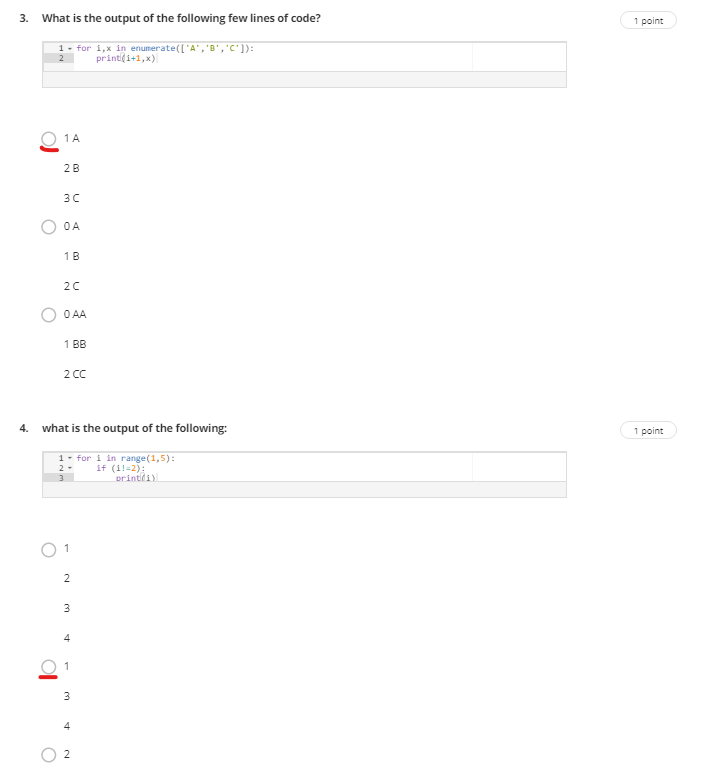 3. What is the output of the following few lines of code?
1 point
1 for i,x in enumerate(['A','B','C']):
2 print(i+1,x)
1 A
2 B
3 C
0 A
1 B
2 C
0 AA
1 BB
2 CC
4. what is the output of the following:
1 point
1 for i in range(1,5):
2 if (i!=2):
3 print(i)
1
2
3
4
1
3
4
2